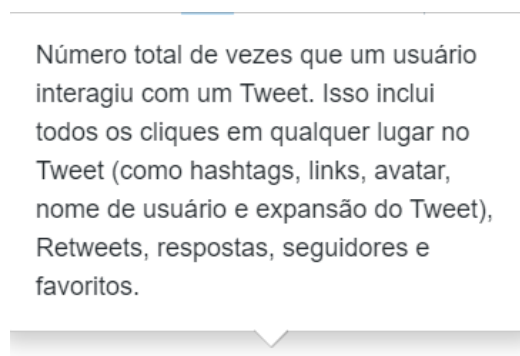 Número total de vezes que um usuário
interagiu com um Tweet. Isso inclui
todos os cliques em qualquer lugar no
Tweet (como hashtags, links, avatar,
nome de usuário e expansão do Tweet),
Retweets, respostas, seguidores e
favoritos.